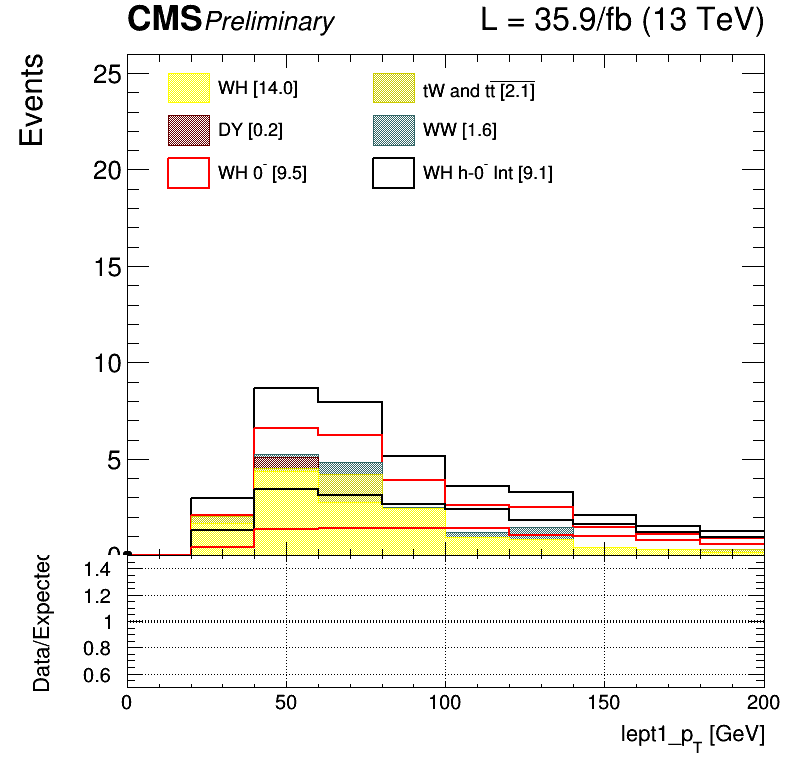 CMS Preliminary L = 35.9/fb (13 TeV)
Events
25
20
15
10
5
0
WH [14.0]
tW and tt̅ [2.1]
DY [0.2]
WW [1.6]
WH 0⁻ [9.5]
WH h-0⁻ Int [9.1]
Data/Expected
1.4
1.2
1
0.8
0.6
0 50 100 150 200
lept1_p_T [GeV]